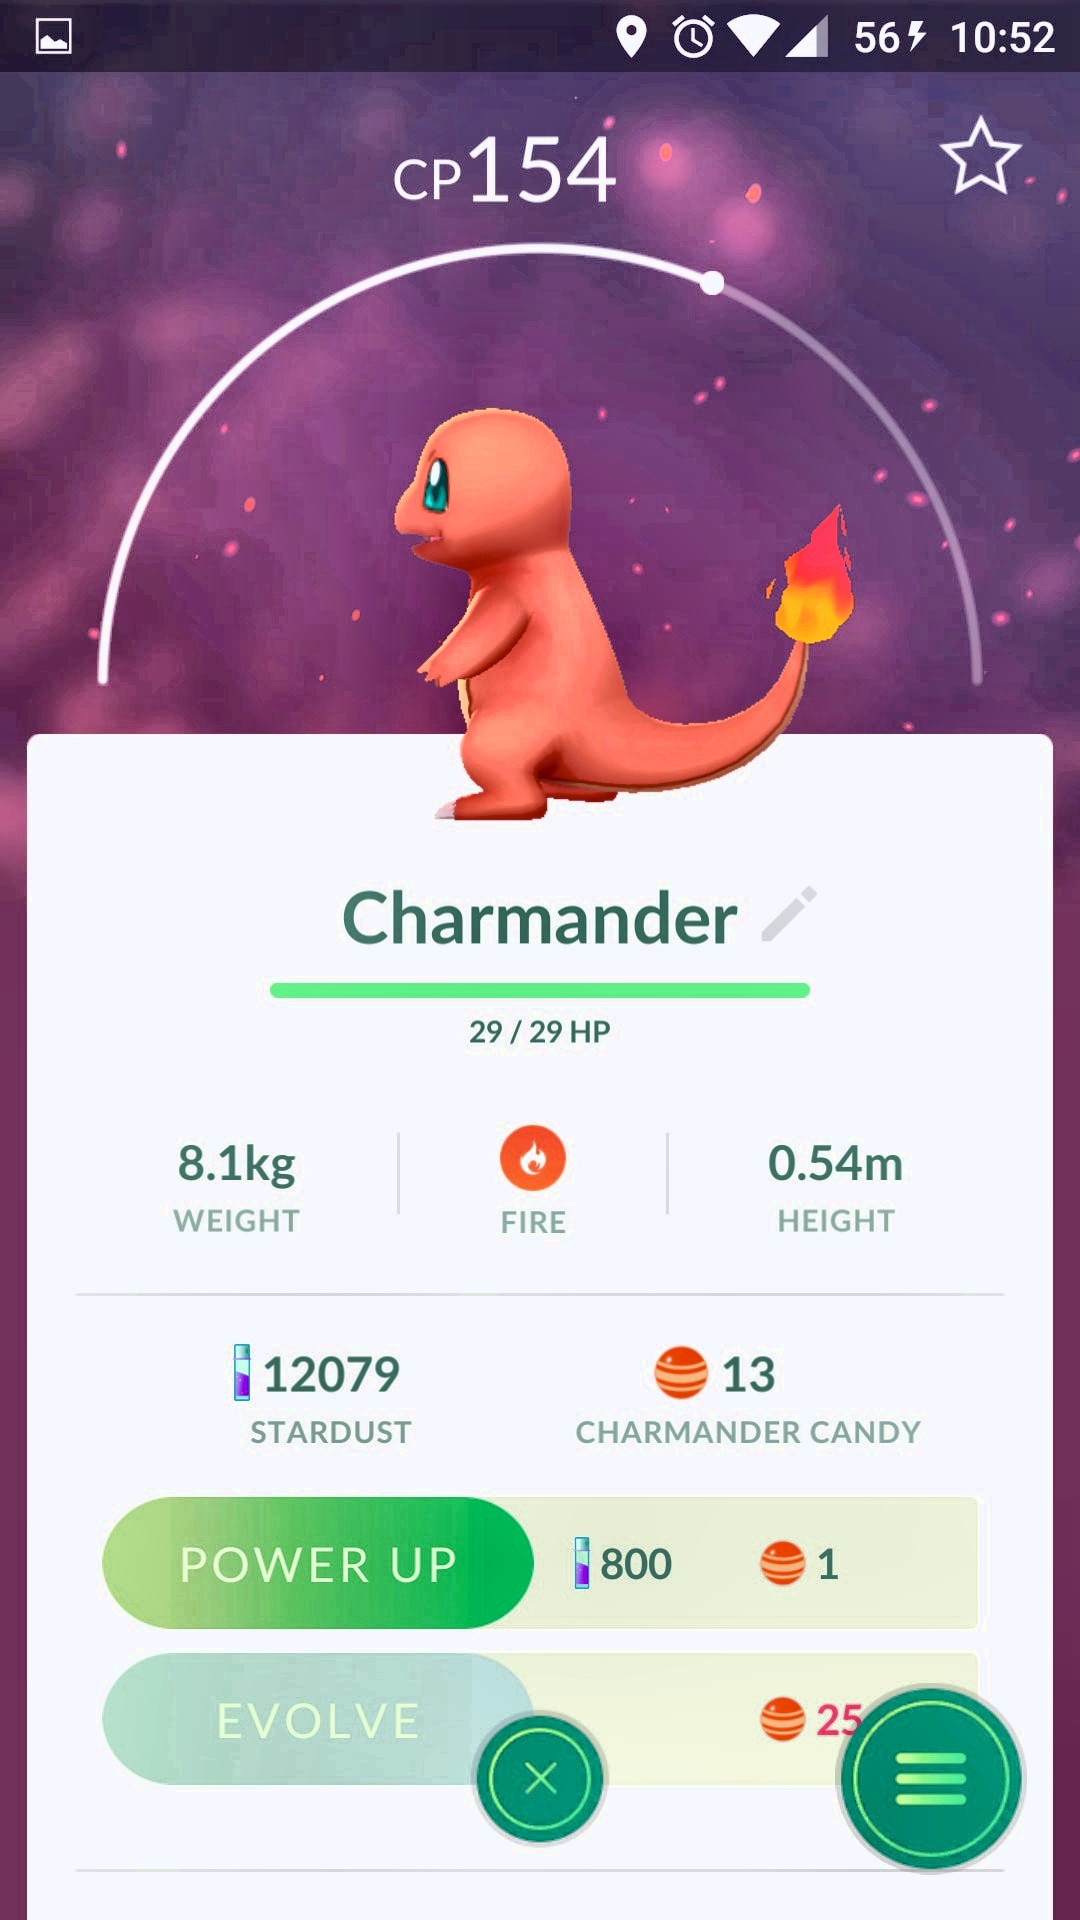 56 10:52
CP154
Charmander
29 / 29 HP
8.1kg
WEIGHT
FIRE
0.54m
HEIGHT
12079
STARDUST
13
CHARMANDER CANDY
POWER UP 800 1
EVOLVE 25